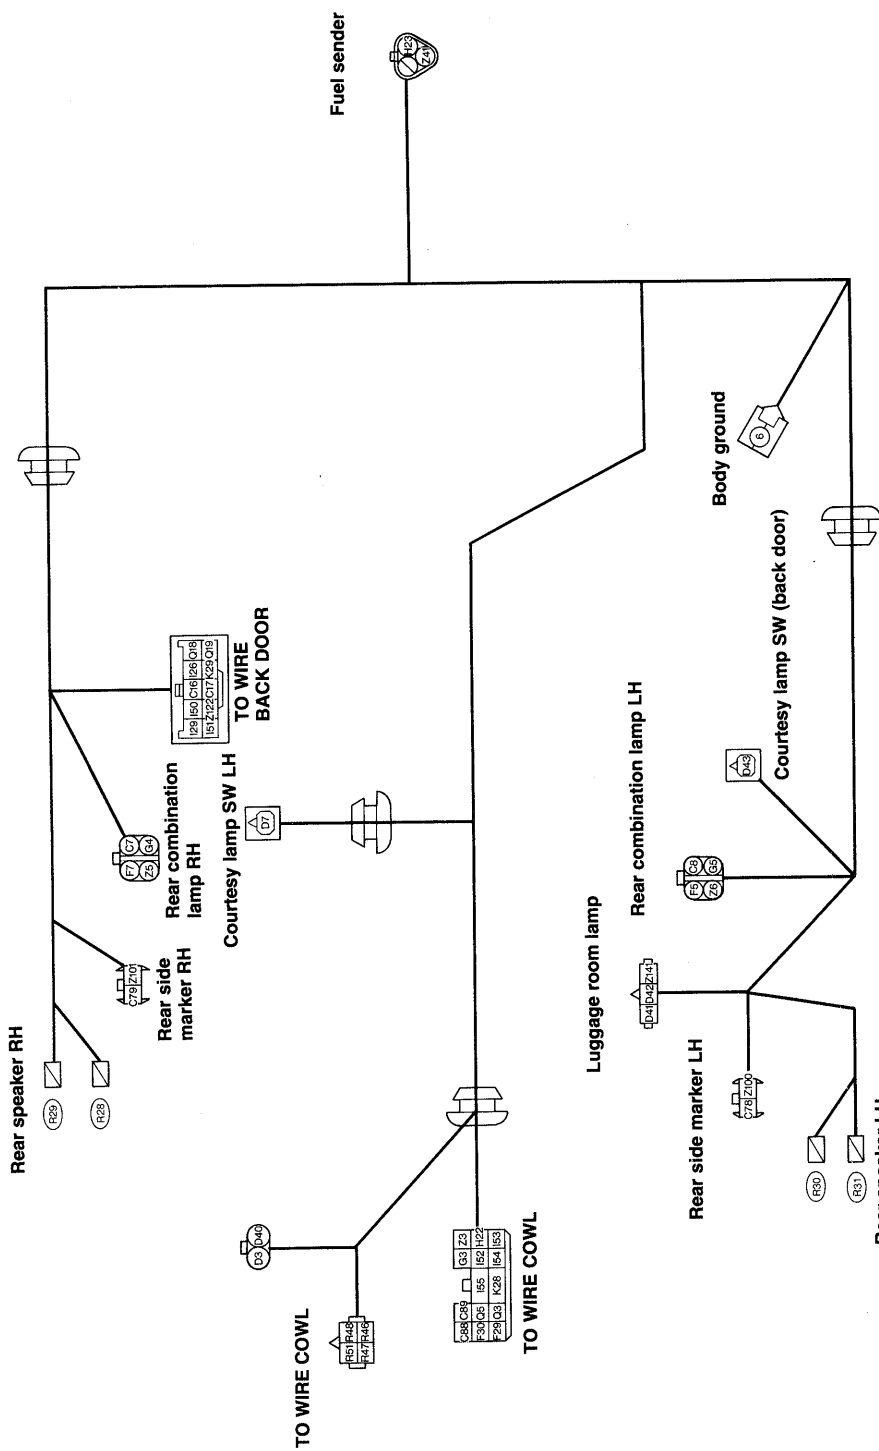 Fuel sender
H23
Z41
Body ground
6
TO WIRE
BACK DOOR
I29 I50 C16 I26 Q18
I51 Z122 C17 K29 Q19
Rear combination
lamp RH
F7 C7
Z5 G4
Rear side
marker RH
C79 Z101
Rear speaker RH
R29
R28
Courtesy lamp SW LH
D7
Courtesy lamp SW (back door)
D43
Rear combination lamp LH
F5 C8
Z6 G5
Luggage room lamp
D41 D42 Z141
Rear side marker LH
C78 Z100
R30
R31
D3 D40
TO WIRE COWL
R51 R48
R47 R46
TO WIRE COWL
C88 C89 G3 Z3
F30 Q5 I55 I52 H22
F29 Q3 K28 I54 I53